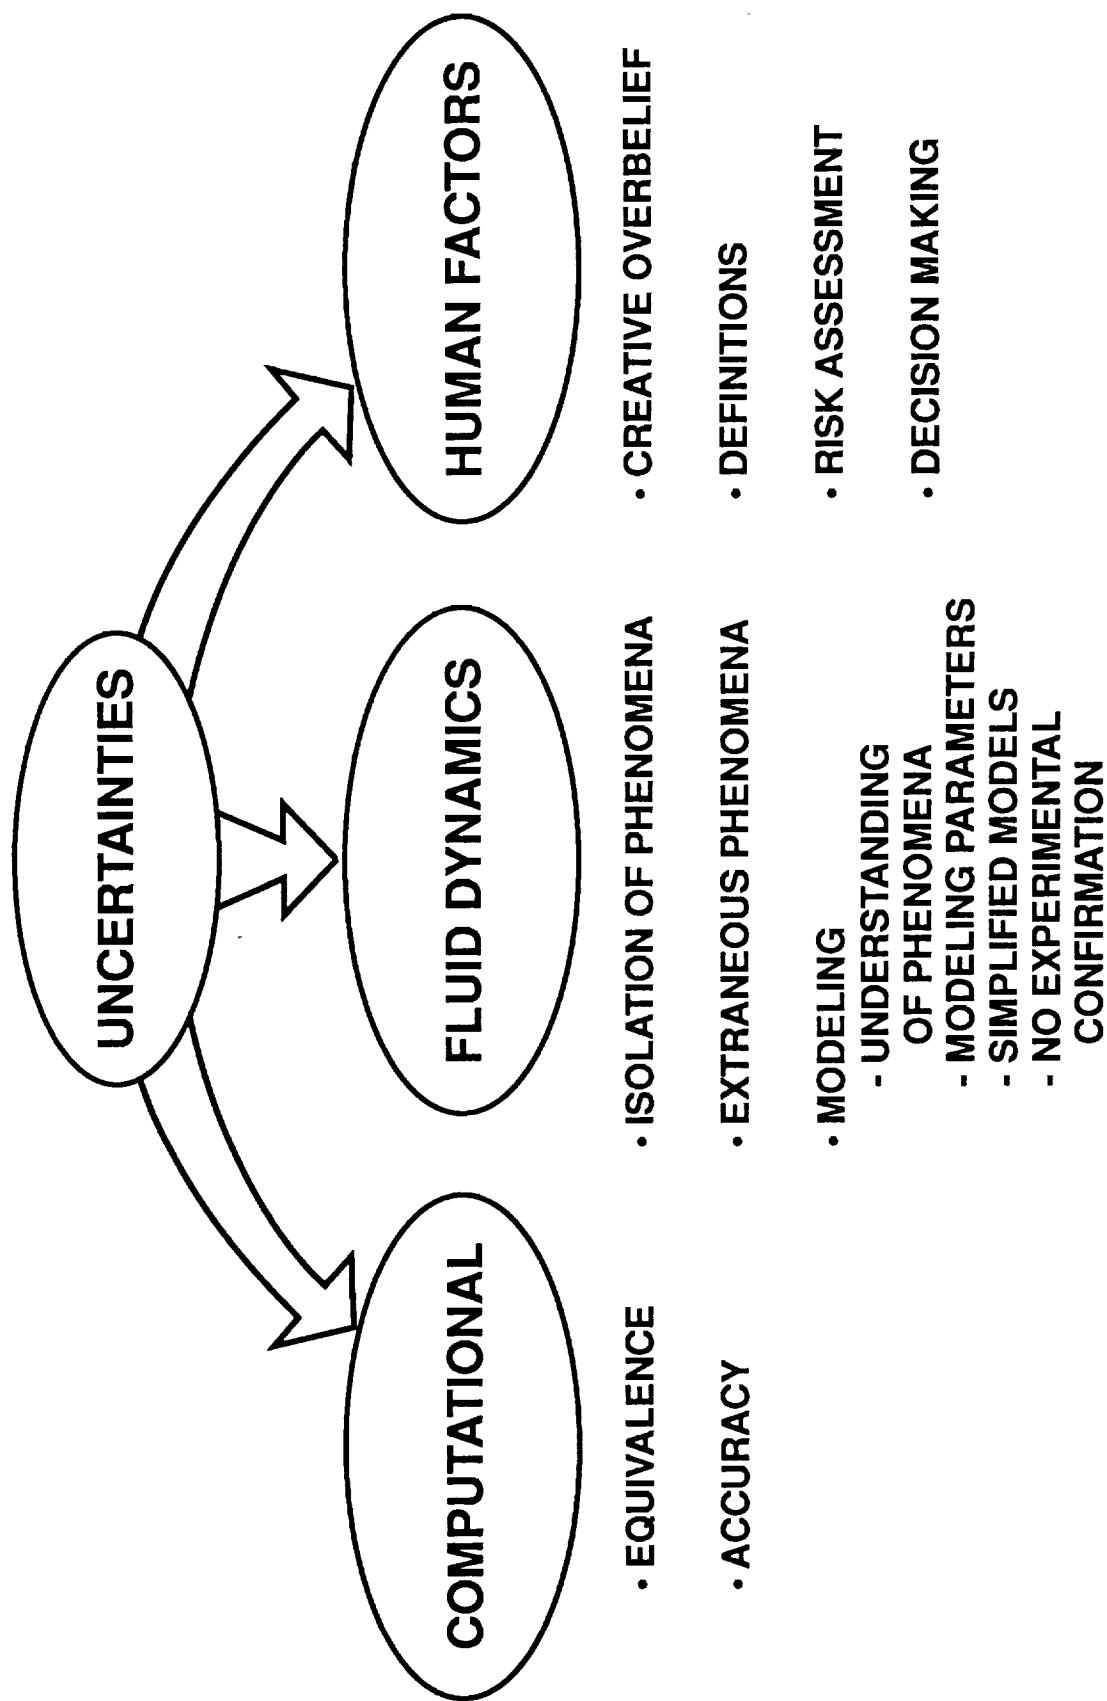 UNCERTAINTIES
COMPUTATIONAL
• EQUIVALENCE
• ACCURACY
FLUID DYNAMICS
• ISOLATION OF PHENOMENA
• EXTRANEOUS PHENOMENA
• MODELING
- UNDERSTANDING
OF PHENOMENA
- MODELING PARAMETERS
- SIMPLIFIED MODELS
- NO EXPERIMENTAL
CONFIRMATION
HUMAN FACTORS
• CREATIVE OVERBELIEF
• DEFINITIONS
• RISK ASSESSMENT
• DECISION MAKING